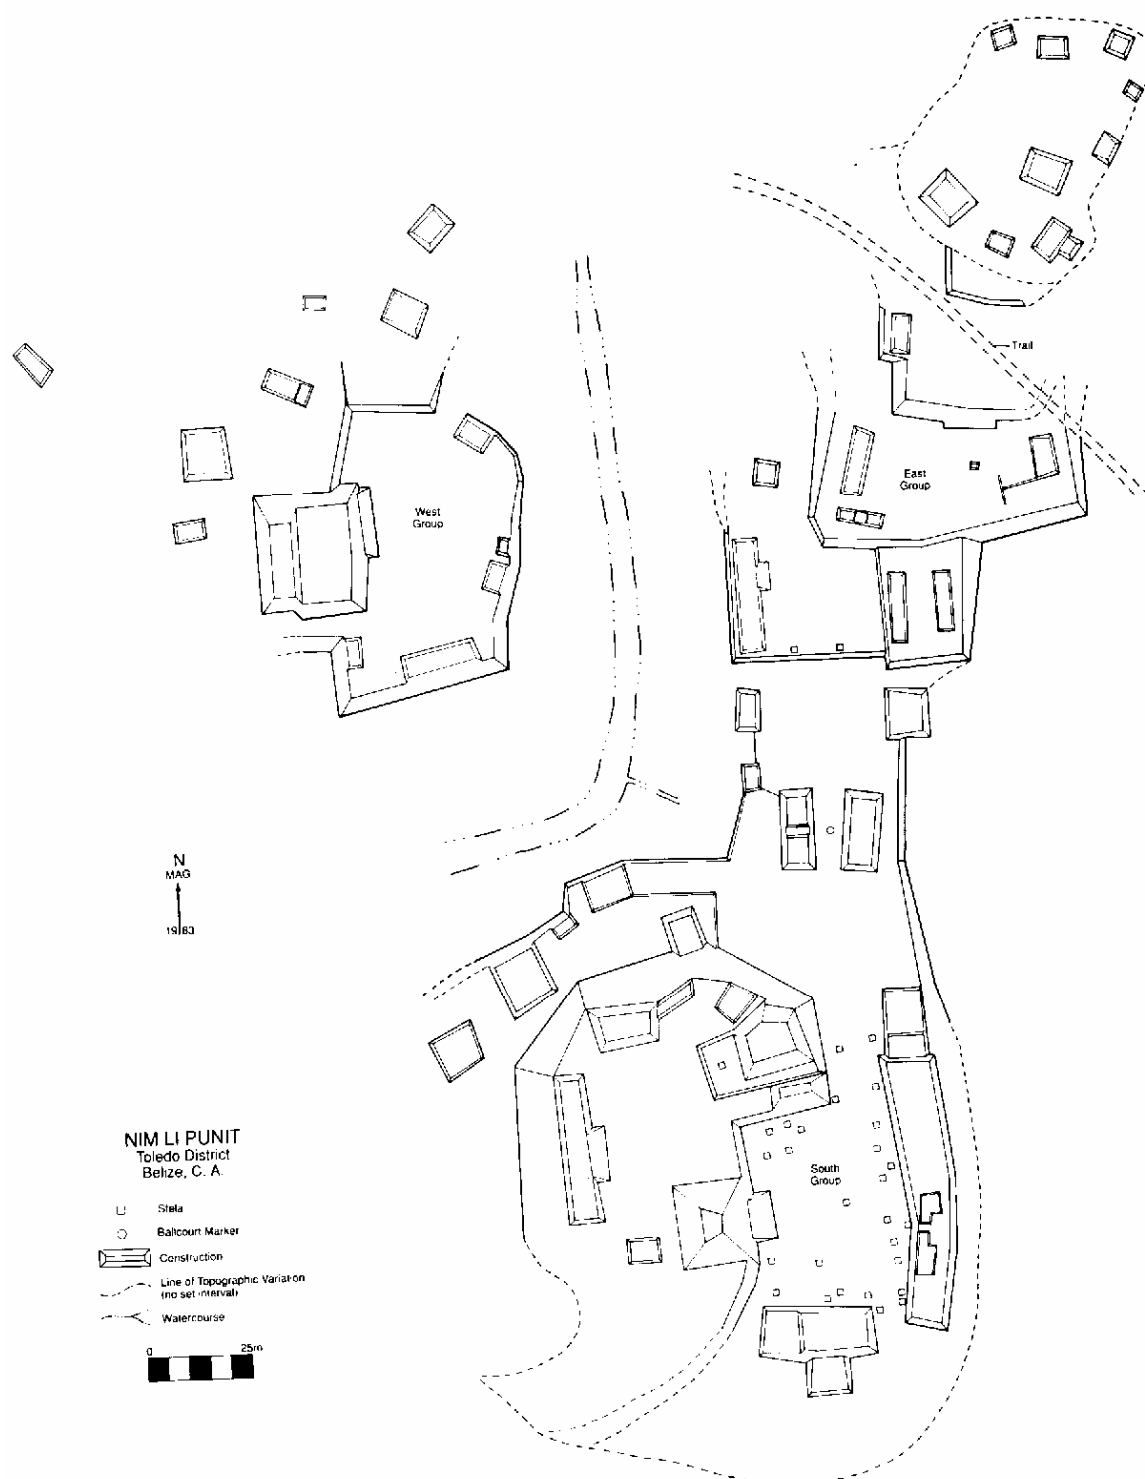 Trail
East
Group
West
Group
N
MAG
1983
South
Group
NIM LI PUNIT
Toledo District
Belize, C. A.
Stela
Ballcourt Marker
Construction
Line of Topographic Variation
(no set interval)
Watercourse
0 25m